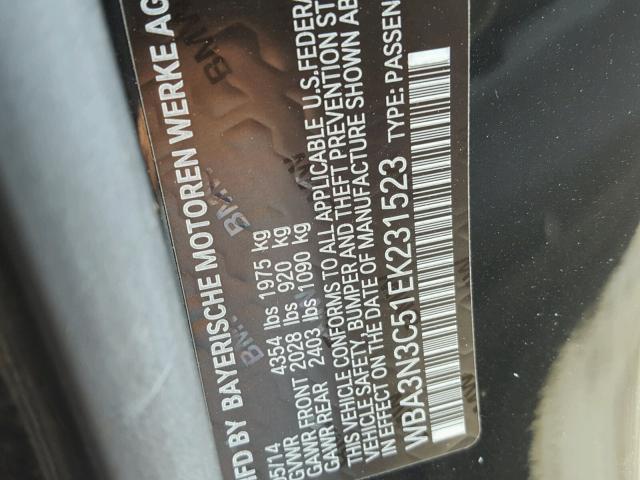 MFD BY BAYERISCHE MOTOREN WERKE AG
05/14
GVWR 4354 lbs 1975 kg
GAWR FRONT 2028 lbs 920 kg
GAWR REAR 2403 lbs 1090 kg
THIS VEHICLE CONFORMS TO ALL APPLICABLE U.S.FEDERA
VEHICLE SAFETY, BUMPER AND THEFT PREVENTION ST
IN EFFECT ON THE DATE OF MANUFACTURE SHOWN AB
WBA3N3C51EK231523 TYPE: PASSEN
BMW